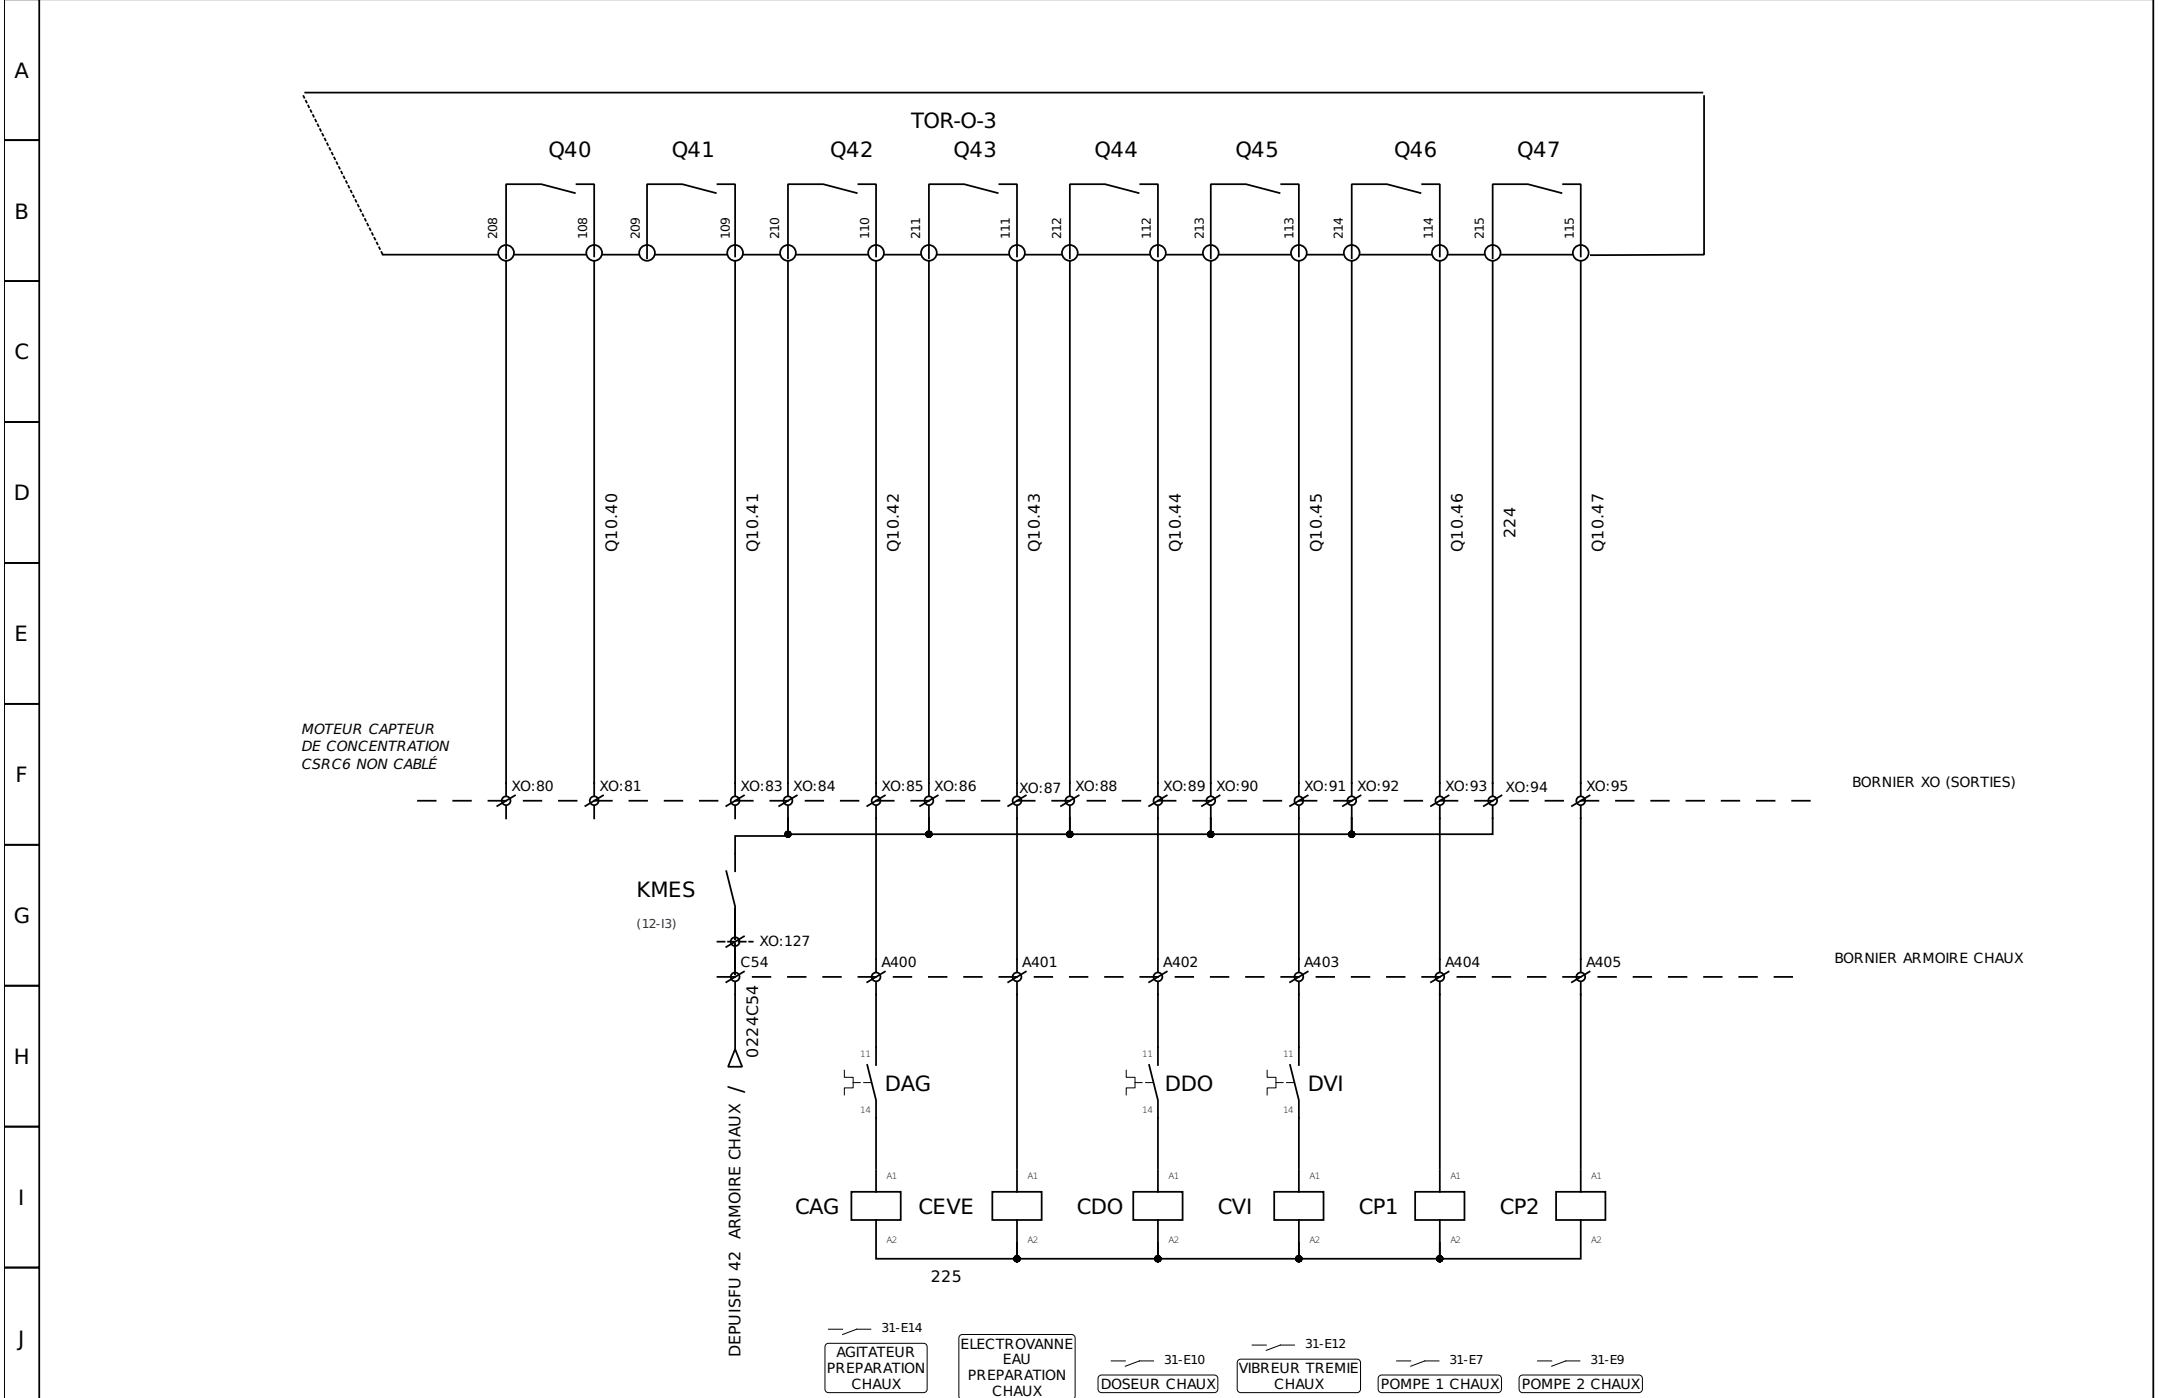 A
B
C
D
E
F
G
H
I
J
TOR-O-3
Q40 Q41 Q42 Q43 Q44 Q45 Q46 Q47
208 108 209 109 210 110 211 111 212 112 213 113 214 114 215 115
Q10.40 Q10.41 Q10.42 Q10.43 Q10.44 Q10.45 Q10.46 224 Q10.47
MOTEUR CAPTEUR
DE CONCENTRATION
CSRC6 NON CABLÉ
XO:80 XO:81 XO:83 XO:84 XO:85 XO:86 XO:87 XO:88 XO:89 XO:90 XO:91 XO:92 XO:93 XO:94 XO:95
BORNIER XO (SORTIES)
KMES
(12-I3)
XO:127
C54 A400 A401 A402 A403 A404 A405
BORNIER ARMOIRE CHAUX
0224C54
DEPUISFU 42 ARMOIRE CHAUX /
11 11 11
DAG DDO DVI
14 14 14
A1 A1 A1 A1 A1 A1
CAG CEVE CDO CVI CP1 CP2
A2 A2 A2 A2 A2 A2
225
31-E14
AGITATEUR
PREPARATION
CHAUX
ELECTROVANNE
EAU
PREPARATION
CHAUX
31-E10
DOSEUR CHAUX
31-E12
VIBREUR TREMIE
CHAUX
31-E7
POMPE 1 CHAUX
31-E9
POMPE 2 CHAUX